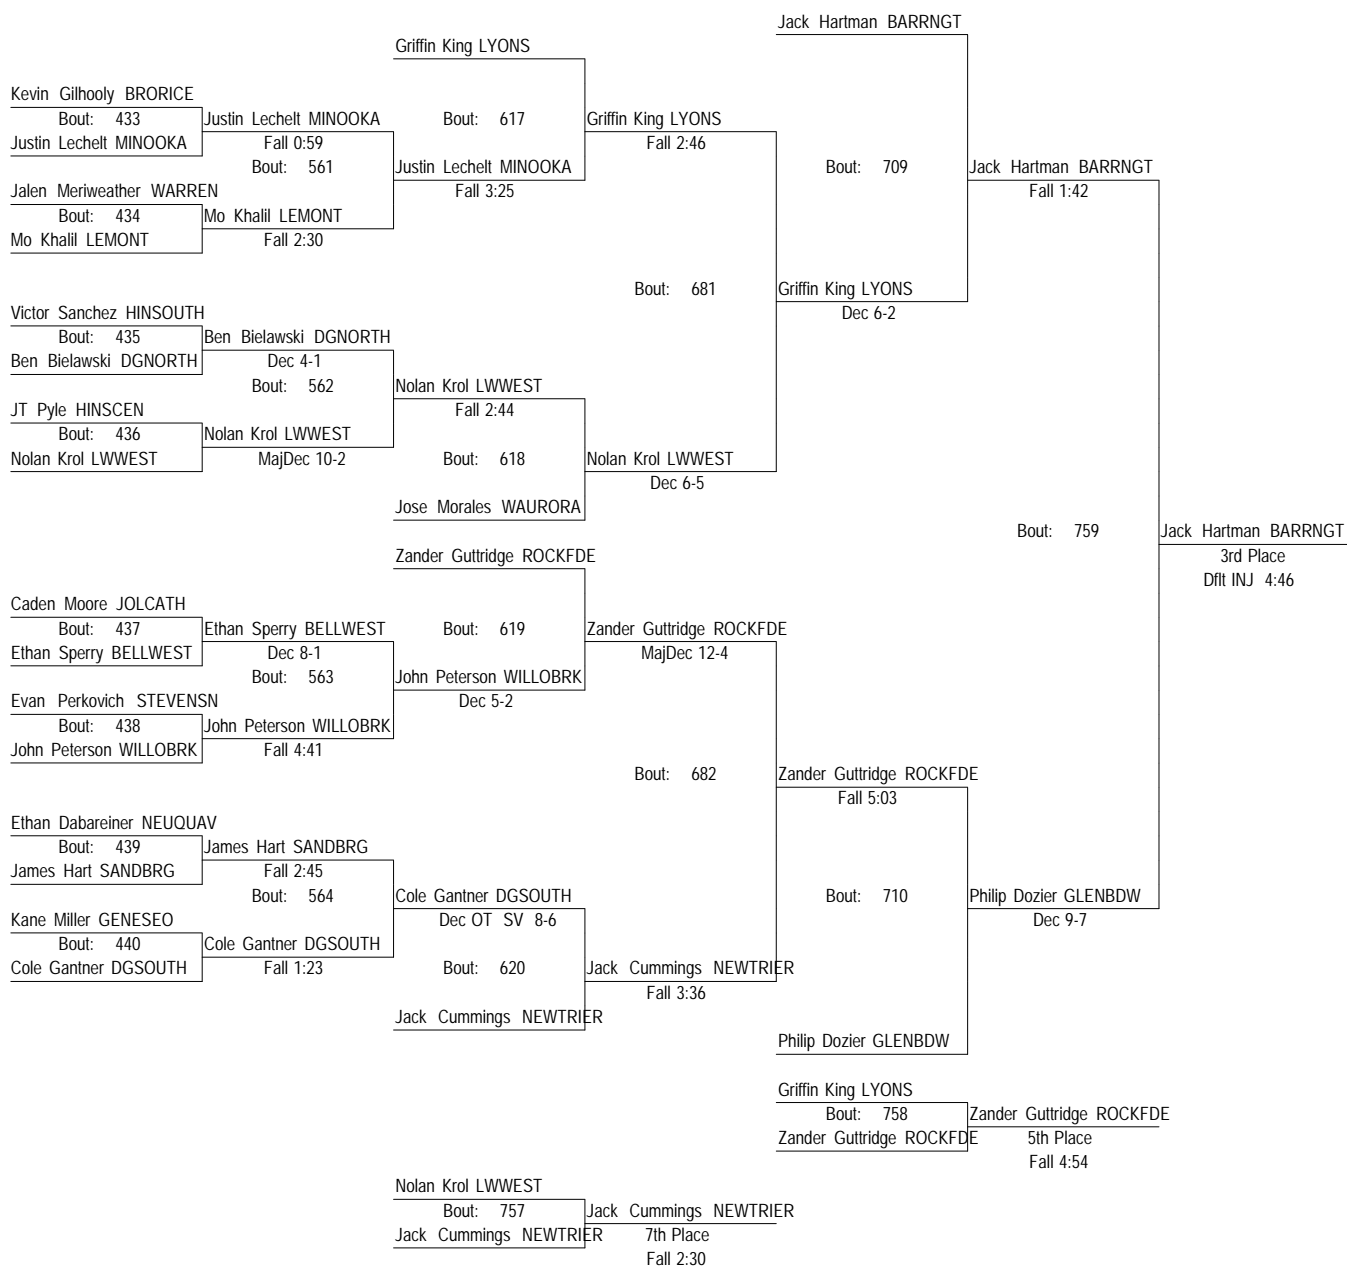 Jack Hartman BARRNGT
Griffin King LYONS
Kevin Gilhooly BRORICE
Bout: 433
Justin Lechelt MINOOKA
Justin Lechelt MINOOKA
Fall 0:59
Bout: 561
Jalen Meriweather WARREN
Bout: 434
Mo Khalil LEMONT
Mo Khalil LEMONT
Fall 2:30
Bout: 617
Justin Lechelt MINOOKA
Fall 3:25
Griffin King LYONS
Fall 2:46
Bout: 709
Jack Hartman BARRNGT
Fall 1:42
Bout: 681
Griffin King LYONS
Dec 6-2
Victor Sanchez HINSOUTH
Bout: 435
Ben Bielawski DGNORTH
Ben Bielawski DGNORTH
Dec 4-1
Bout: 562
JT Pyle HINSCEN
Bout: 436
Nolan Krol LWWEST
Nolan Krol LWWEST
MajDec 10-2
Nolan Krol LWWEST
Fall 2:44
Bout: 618
Jose Morales WAURORA
Nolan Krol LWWEST
Dec 6-5
Bout: 759
Jack Hartman BARRNGT
3rd Place
Dflt INJ 4:46
Zander Guttridge ROCKFDE
Caden Moore JOLCATH
Bout: 437
Ethan Sperry BELLWEST
Ethan Sperry BELLWEST
Dec 8-1
Bout: 563
Evan Perkovich STEVENSN
Bout: 438
John Peterson WILLOBRK
John Peterson WILLOBRK
Fall 4:41
Bout: 619
John Peterson WILLOBRK
Dec 5-2
Zander Guttridge ROCKFDE
MajDec 12-4
Bout: 682
Zander Guttridge ROCKFDE
Fall 5:03
Ethan Dabareiner NEUQUAV
Bout: 439
James Hart SANDBRG
James Hart SANDBRG
Fall 2:45
Bout: 564
Kane Miller GENESEO
Bout: 440
Cole Gantner DGSOUTH
Cole Gantner DGSOUTH
Fall 1:23
Cole Gantner DGSOUTH
Dec OT SV 8-6
Bout: 620
Jack Cummings NEWTRIER
Jack Cummings NEWTRIER
Fall 3:36
Bout: 710
Philip Dozier GLENBDW
Dec 9-7
Philip Dozier GLENBDW
Griffin King LYONS
Bout: 758
Zander Guttridge ROCKFDE
Zander Guttridge ROCKFDE
5th Place
Fall 4:54
Nolan Krol LWWEST
Bout: 757
Jack Cummings NEWTRIER
Jack Cummings NEWTRIER
7th Place
Fall 2:30